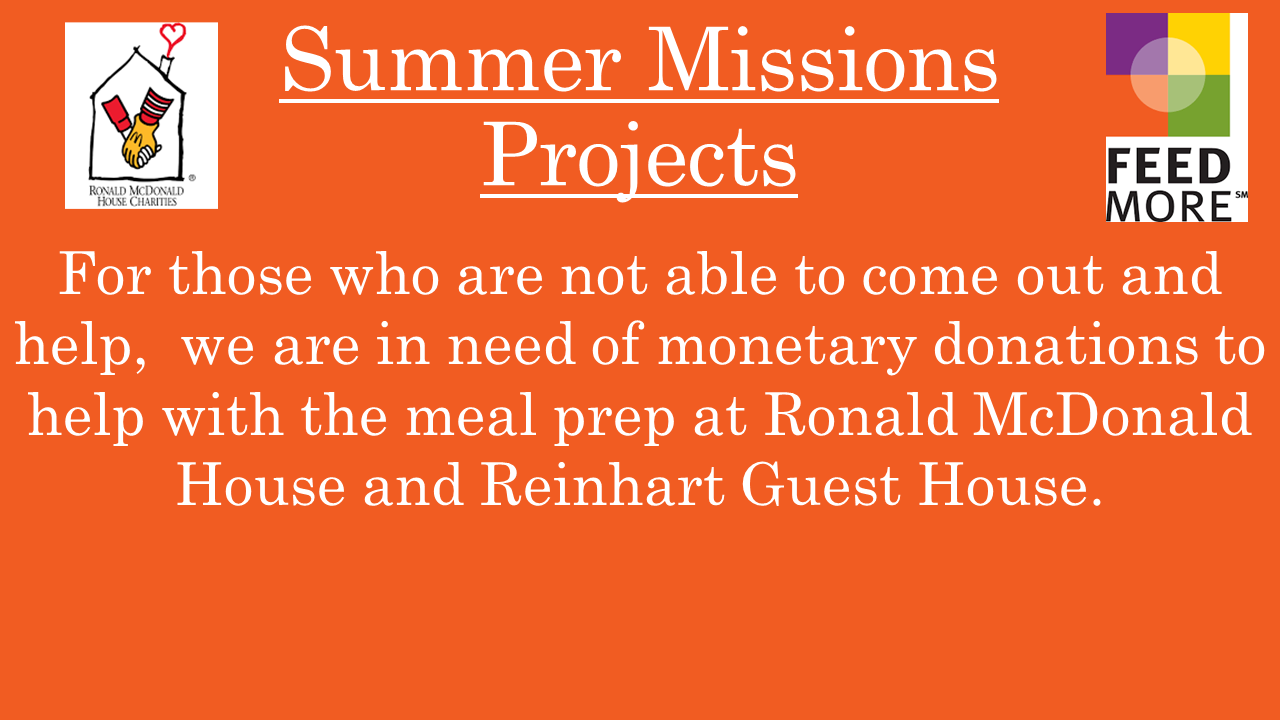 Summer Missions
Projects
RONALD MCDONALD
HOUSE CHARITIES®
FEED
MORE SM
For those who are not able to come out and
help,  we are in need of monetary donations to
help with the meal prep at Ronald McDonald
House and Reinhart Guest House.